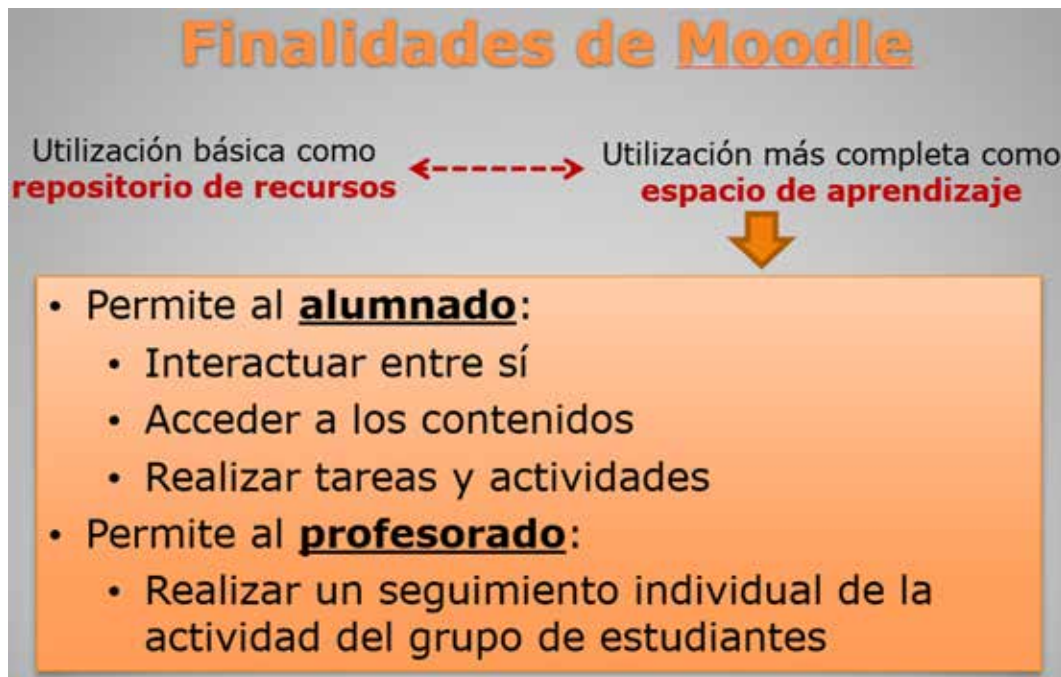 Finalidades de Moodle
Utilización básica como
repositorio de recursos
Utilización más completa como
espacio de aprendizaje
• Permite al alumnado:
• Interactuar entre sí
• Acceder a los contenidos
• Realizar tareas y actividades
• Permite al profesorado:
• Realizar un seguimiento individual de la
actividad del grupo de estudiantes